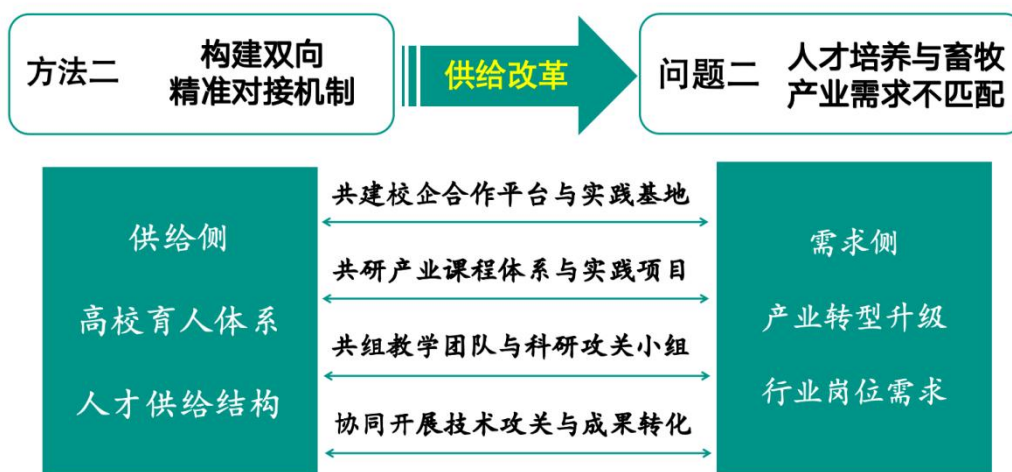 方法二
构建双向
精准对接机制
供给改革
问题二
人才培养与畜牧
产业需求不匹配
供给侧
高校育人体系
人才供给结构
共建校企合作平台与实践基地
共研产业课程体系与实践项目
共组教学团队与科研攻关小组
协同开展技术攻关与成果转化
需求侧
产业转型升级
行业岗位需求